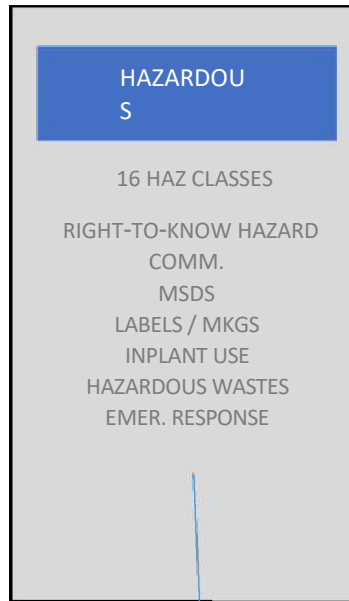 HAZARDOU
S
16 HAZ CLASSES
RIGHT-TO-KNOW HAZARD
COMM.
MSDS
LABELS / MKGS
INPLANT USE
HAZARDOUS WASTES
EMER. RESPONSE